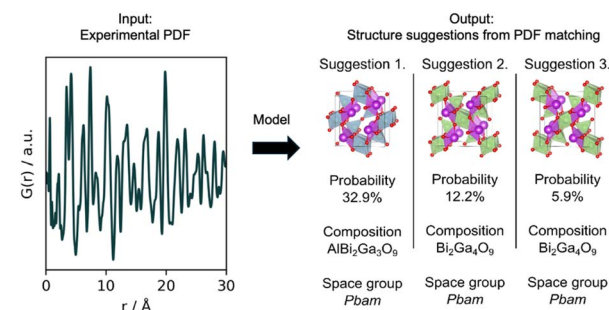 Input:
Experimental PDF
G(r) / a.u.
0
10
20
30
r / Å
Model
Output:
Structure suggestions from PDF matching
Suggestion 1.
Suggestion 2.
Suggestion 3.
Probability
32.9%
Probability
12.2%
Probability
5.9%
Composition
AlBi₂Ga₃O₉
Composition
Bi₂Ga₄O₉
Composition
Bi₂Ga₄O₉
Space group
Pbam
Space group
Pbam
Space group
Pbam